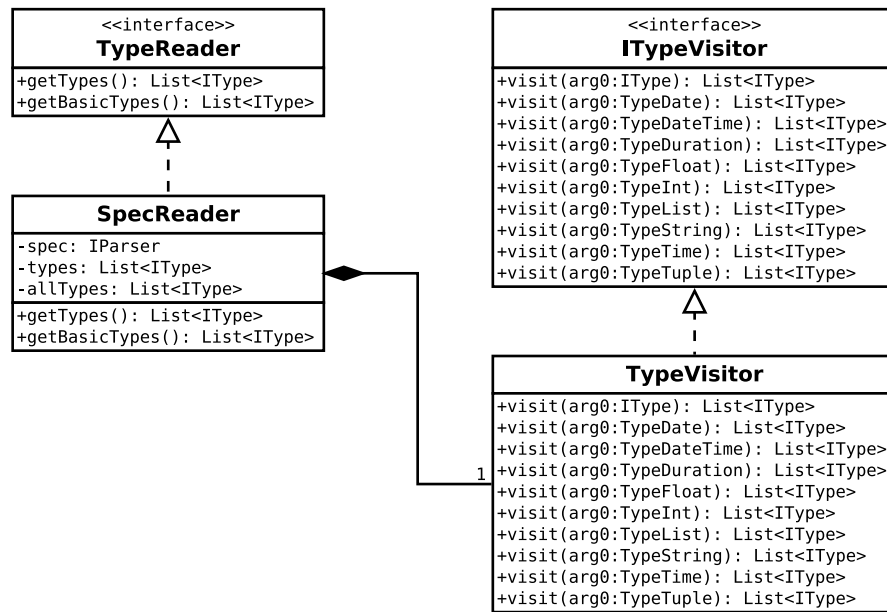 <<interface>>
TypeReader
+getTypes(): List<IType>
+getBasicTypes(): List<IType>
SpecReader
-spec: IParser
-types: List<IType>
-allTypes: List<IType>
+getTypes(): List<IType>
+getBasicTypes(): List<IType>
<<interface>>
ITypeVisitor
+visit(arg0:IType): List<IType>
+visit(arg0:TypeDate): List<IType>
+visit(arg0:TypeDateTime): List<IType>
+visit(arg0:TypeDuration): List<IType>
+visit(arg0:TypeFloat): List<IType>
+visit(arg0:TypeInt): List<IType>
+visit(arg0:TypeList): List<IType>
+visit(arg0:TypeString): List<IType>
+visit(arg0:TypeTime): List<IType>
+visit(arg0:TypeTuple): List<IType>
1
TypeVisitor
+visit(arg0:IType): List<IType>
+visit(arg0:TypeDate): List<IType>
+visit(arg0:TypeDateTime): List<IType>
+visit(arg0:TypeDuration): List<IType>
+visit(arg0:TypeFloat): List<IType>
+visit(arg0:TypeInt): List<IType>
+visit(arg0:TypeList): List<IType>
+visit(arg0:TypeString): List<IType>
+visit(arg0:TypeTime): List<IType>
+visit(arg0:TypeTuple): List<IType>